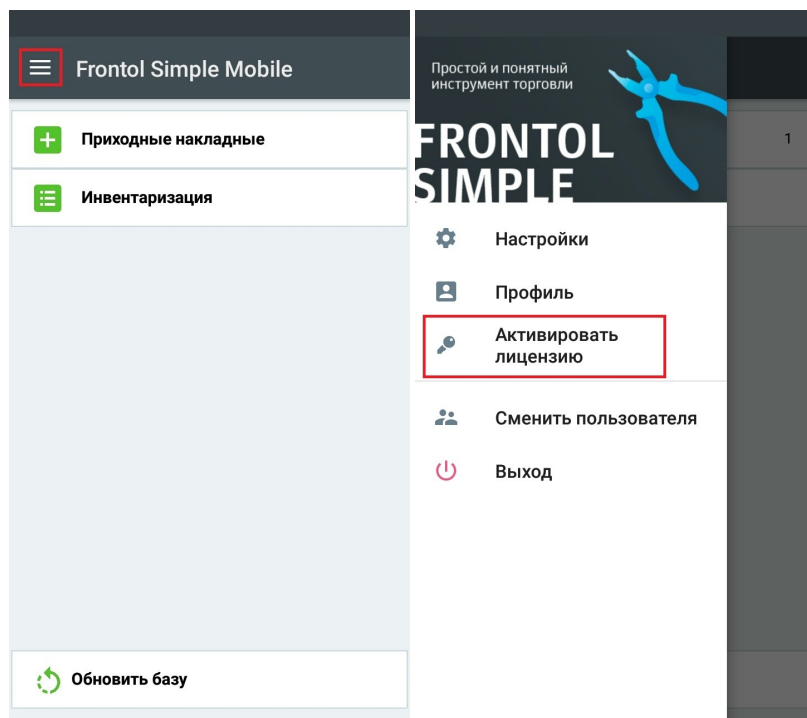 Frontol Simple Mobile
Приходные накладные
Инвентаризация
Обновить базу
Простой и понятный
инструмент торговли
FRONTOL
SIMPLE
Настройки
Профиль
Активировать
лицензию
Сменить пользователя
Выход
1